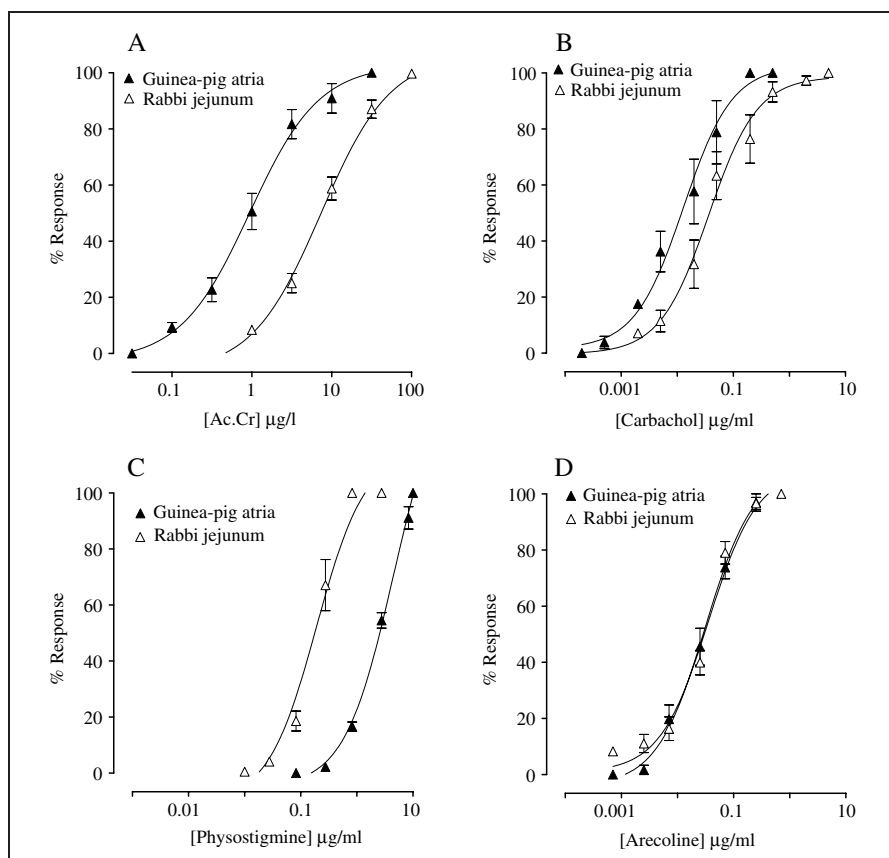 A
▲ Guinea-pig atria
△ Rabbi jejunum
% Response
100
80
60
40
20
0
0.1 1 10 100
[Ac.Cr] μg/l
B
▲ Guinea-pig atria
△ Rabbi jejunum
% Response
100
80
60
40
20
0
0.001 0.1 10
[Carbachol] μg/ml
C
▲ Guinea-pig atria
△ Rabbi jejunum
% Response
100
80
60
40
20
0
0.01 0.1 10
[Physostigmine] μg/ml
D
▲ Guinea-pig atria
△ Rabbi jejunum
% Response
100
80
60
40
20
0
0.001 0.1 10
[Arecoline] μg/ml